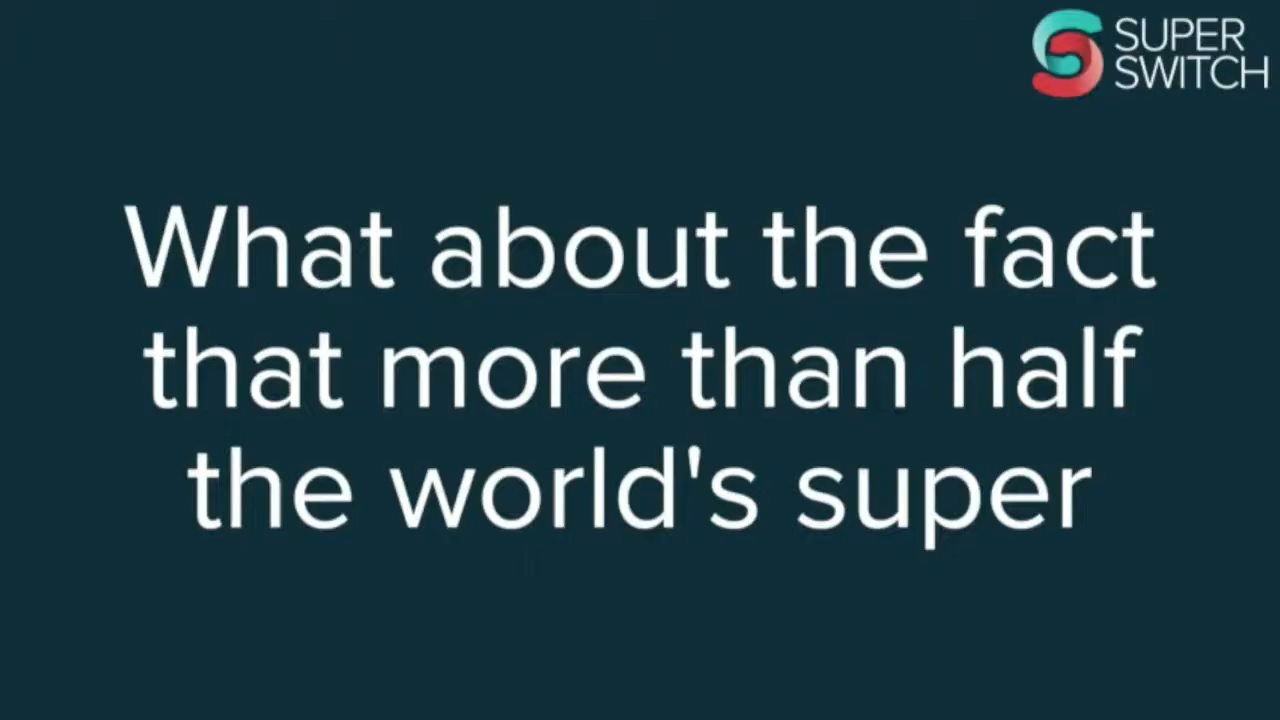 SUPER
SWITCH
What about the fact
that more than half
the world's super